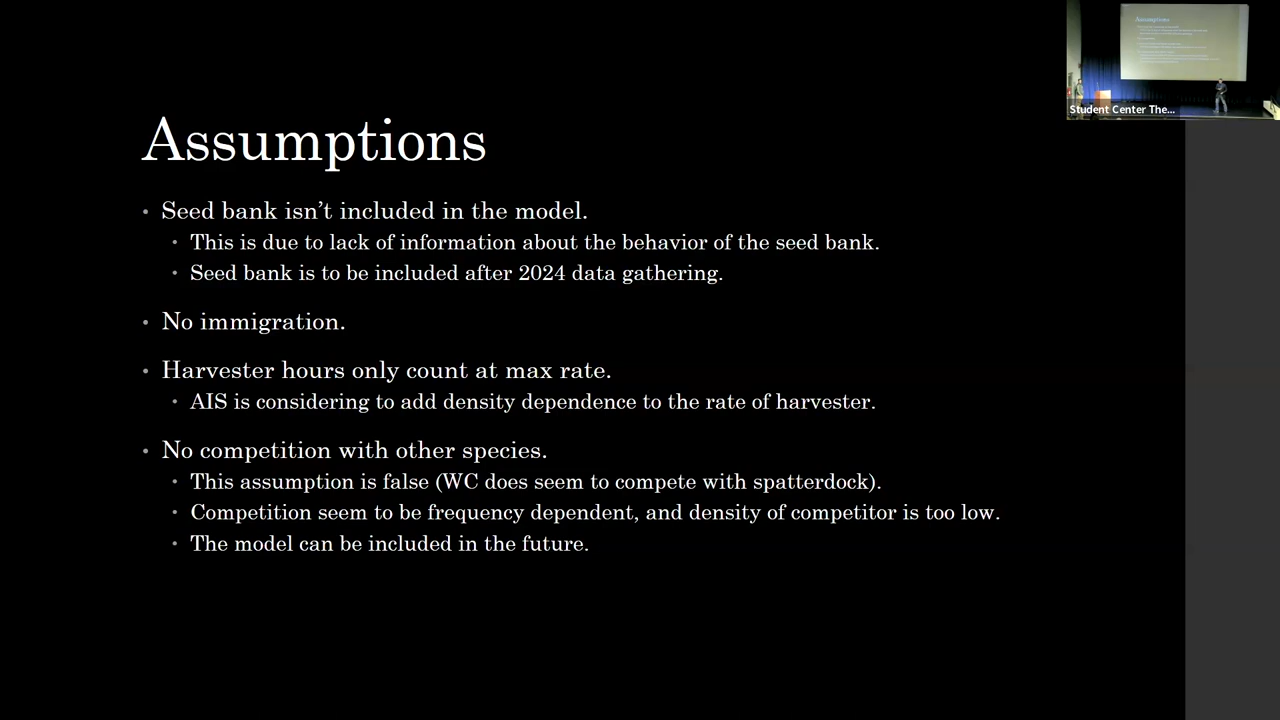 Assumptions
• Seed bank isn’t included in the model.
• This is due to lack of information about the behavior of the seed bank.
• Seed bank is to be included after 2024 data gathering.
• No immigration.
• Harvester hours only count at max rate.
• AIS is considering to add density dependence to the rate of harvester.
• No competition with other species.
• This assumption is false (WC does seem to compete with spatterdock).
• Competition seem to be frequency dependent, and density of competitor is too low.
• The model can be included in the future.
Assumptions
Student Center The...